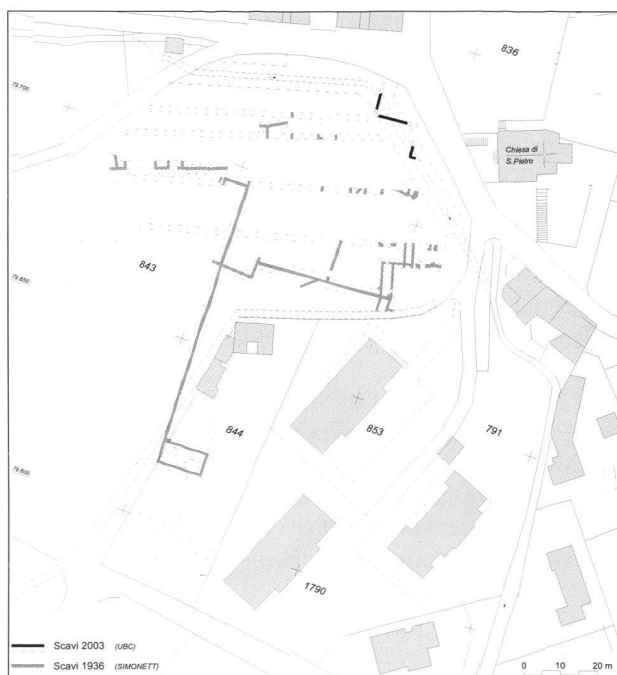 836
79.700
Chiesa di
S.Pietro
843
79.650
844
853
791
79.600
1790
Scavi 2003 (UBC)
Scavi 1936 (SIMONETT)
0 10 20 m